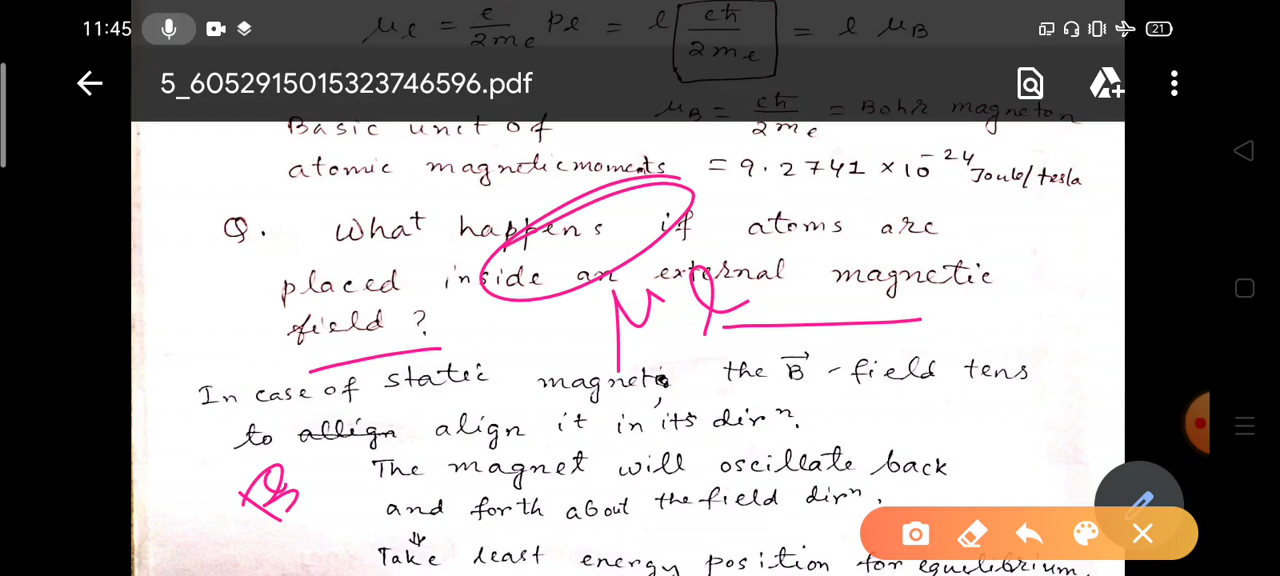 μℓ = e/2me pℓ = l eħ/2me = l μB
11:45
21
5_6052915015323746596.pdf
μB = eħ/2me = Bohr magneton
Basic unit of
atomic magnetic moments = 9.2741 × 10^-24 Joule/tesla
Q. What happens if atoms are
placed inside an external magnetic
field ?
μℓ
In case of static magnet, the B⃗ - field tens
to allign align it in its dirⁿ.
The magnet will oscillate back
B
and forth about the field dirⁿ.
⇓
Take least energy position for equilibrium.